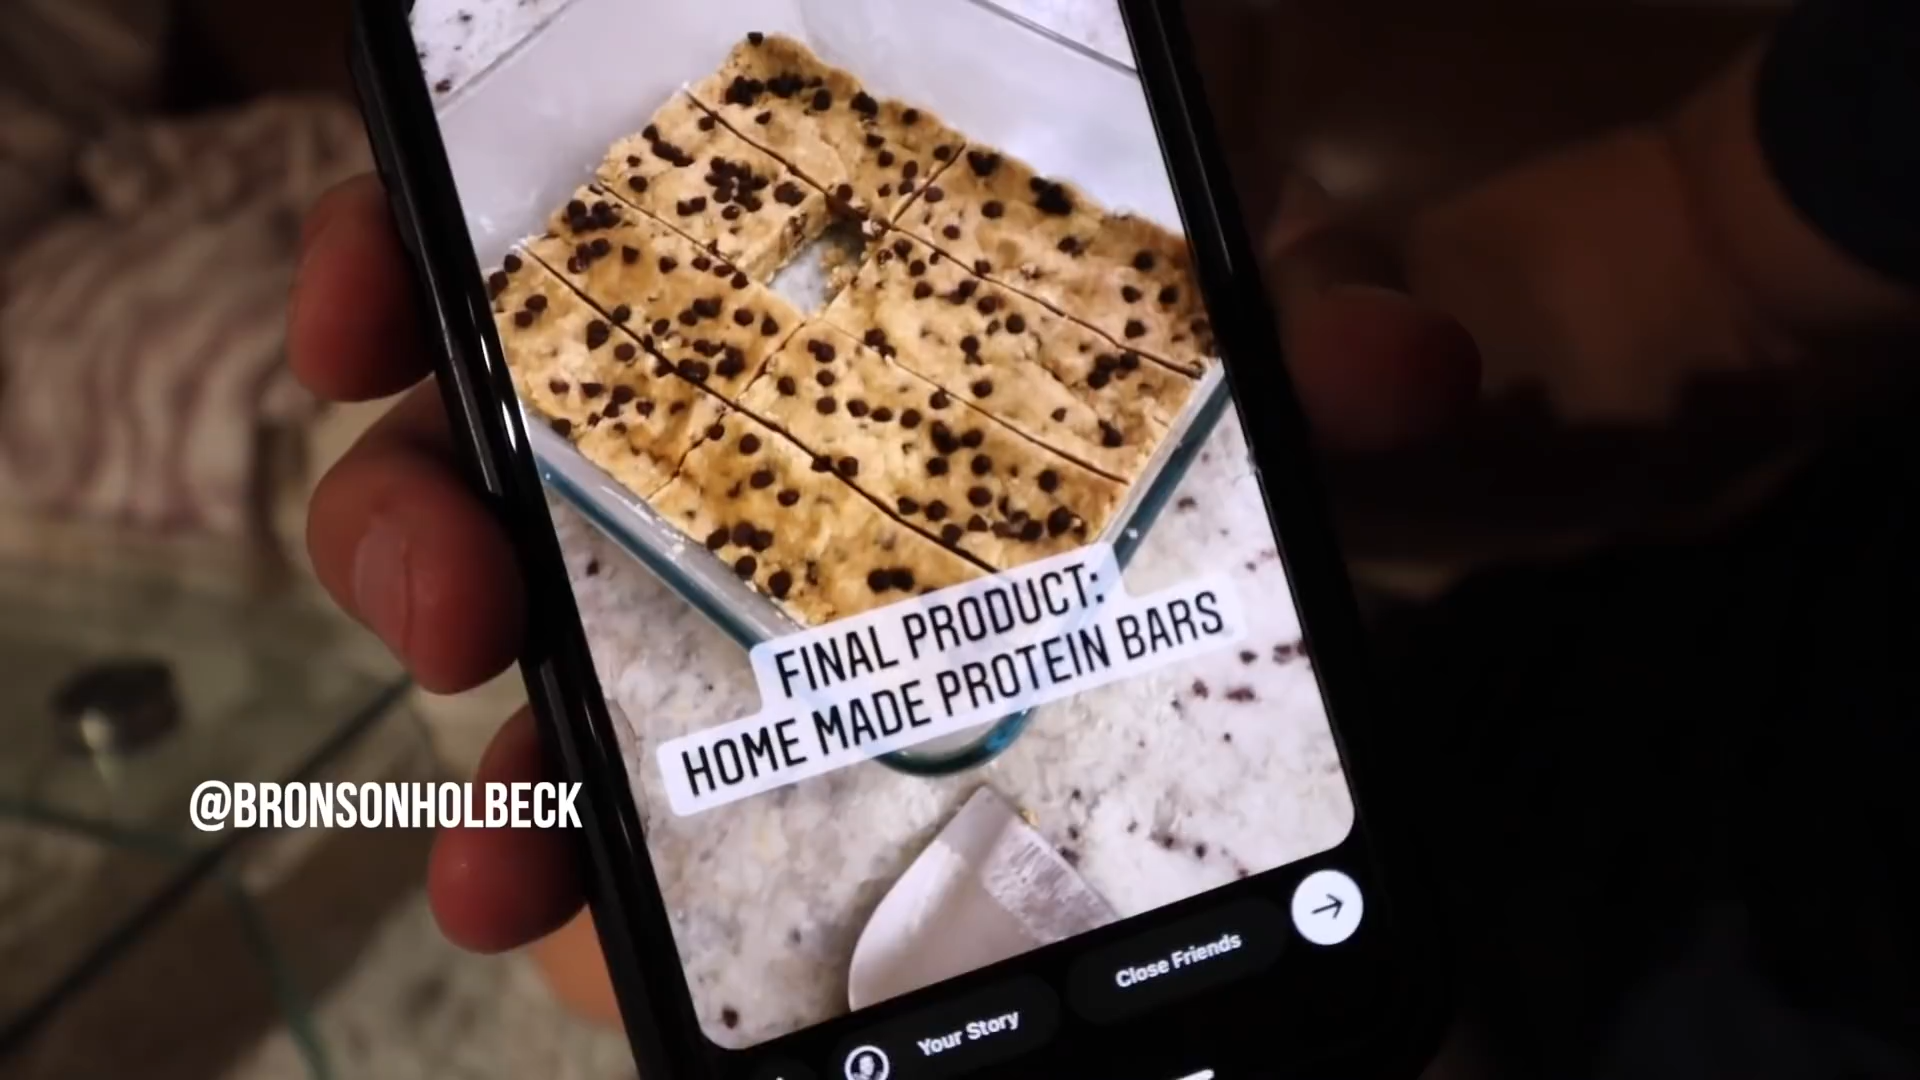 FINAL PRODUCT:
HOME MADE PROTEIN BARS
@BRONSONHOLBECK
Close Friends
Your Story